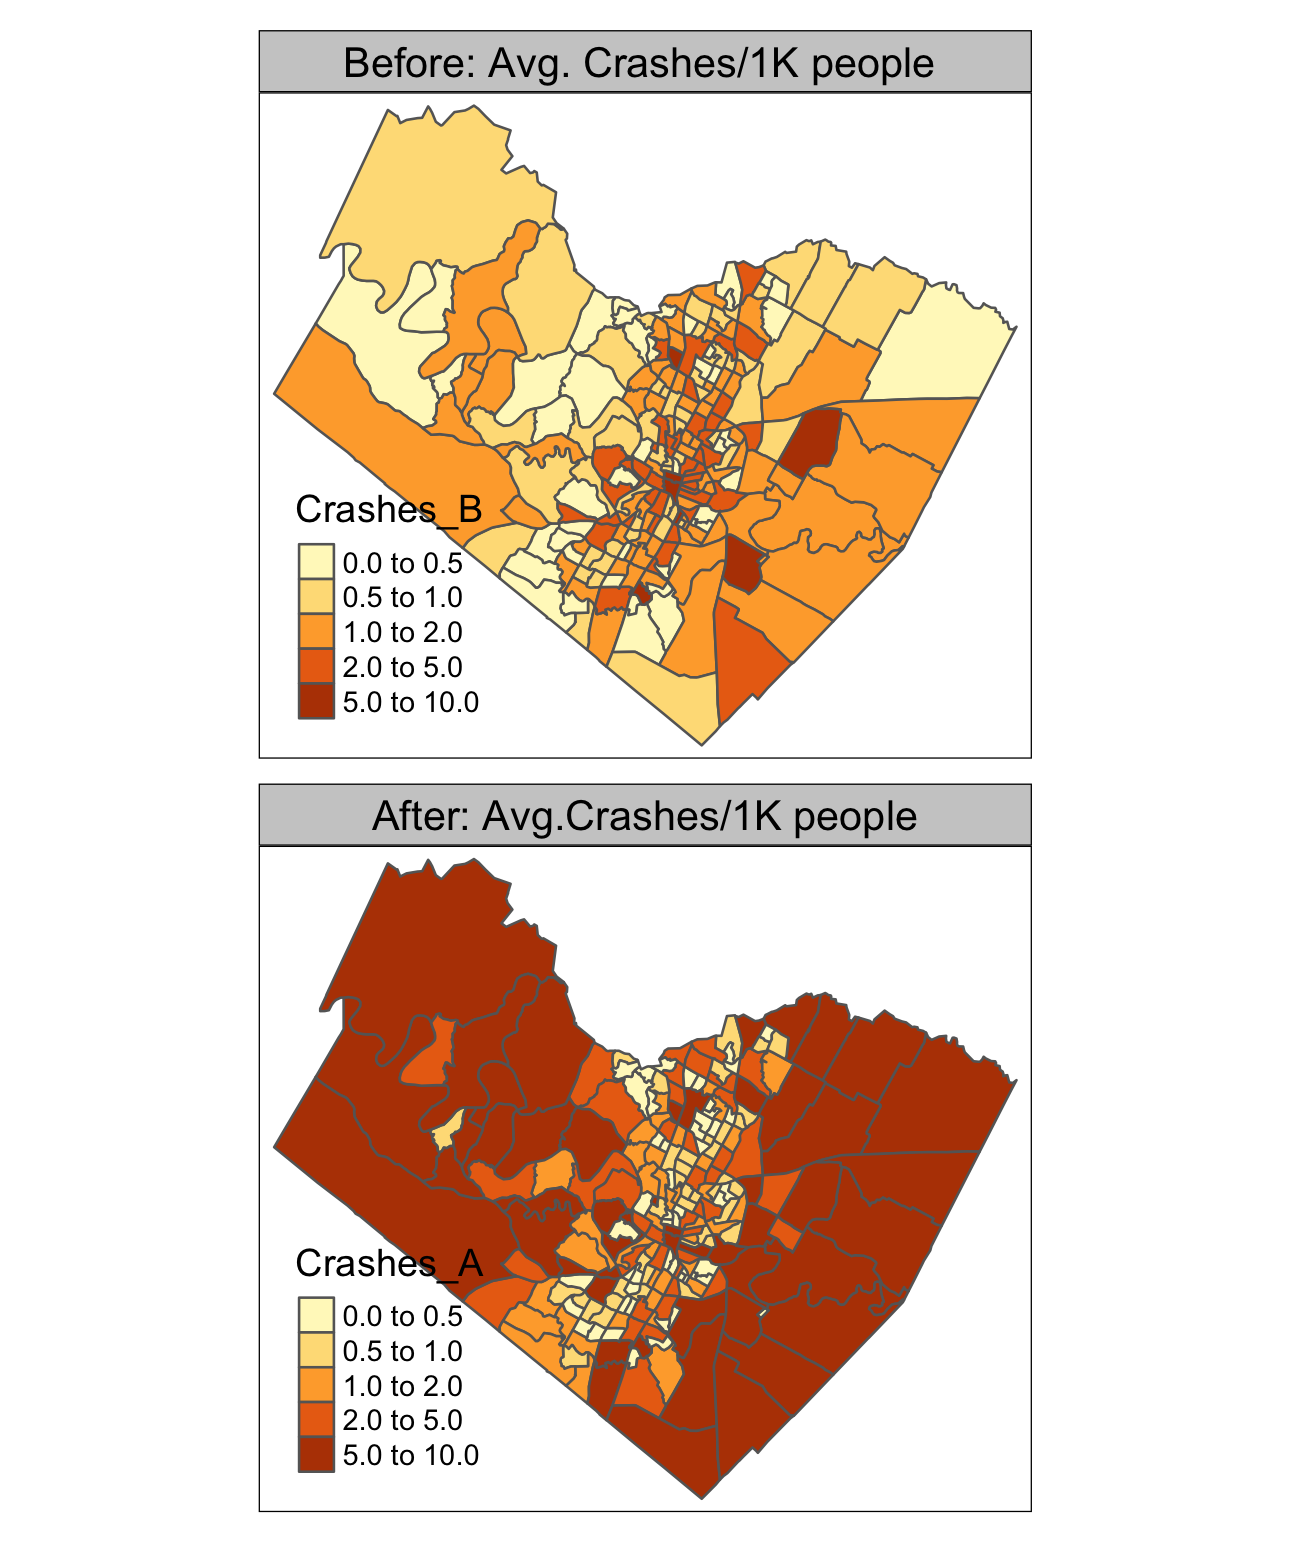 Before: Avg. Crashes/1K people
Crashes_B
0.0 to 0.5
0.5 to 1.0
1.0 to 2.0
2.0 to 5.0
5.0 to 10.0
After: Avg.Crashes/1K people
Crashes_A
0.0 to 0.5
0.5 to 1.0
1.0 to 2.0
2.0 to 5.0
5.0 to 10.0